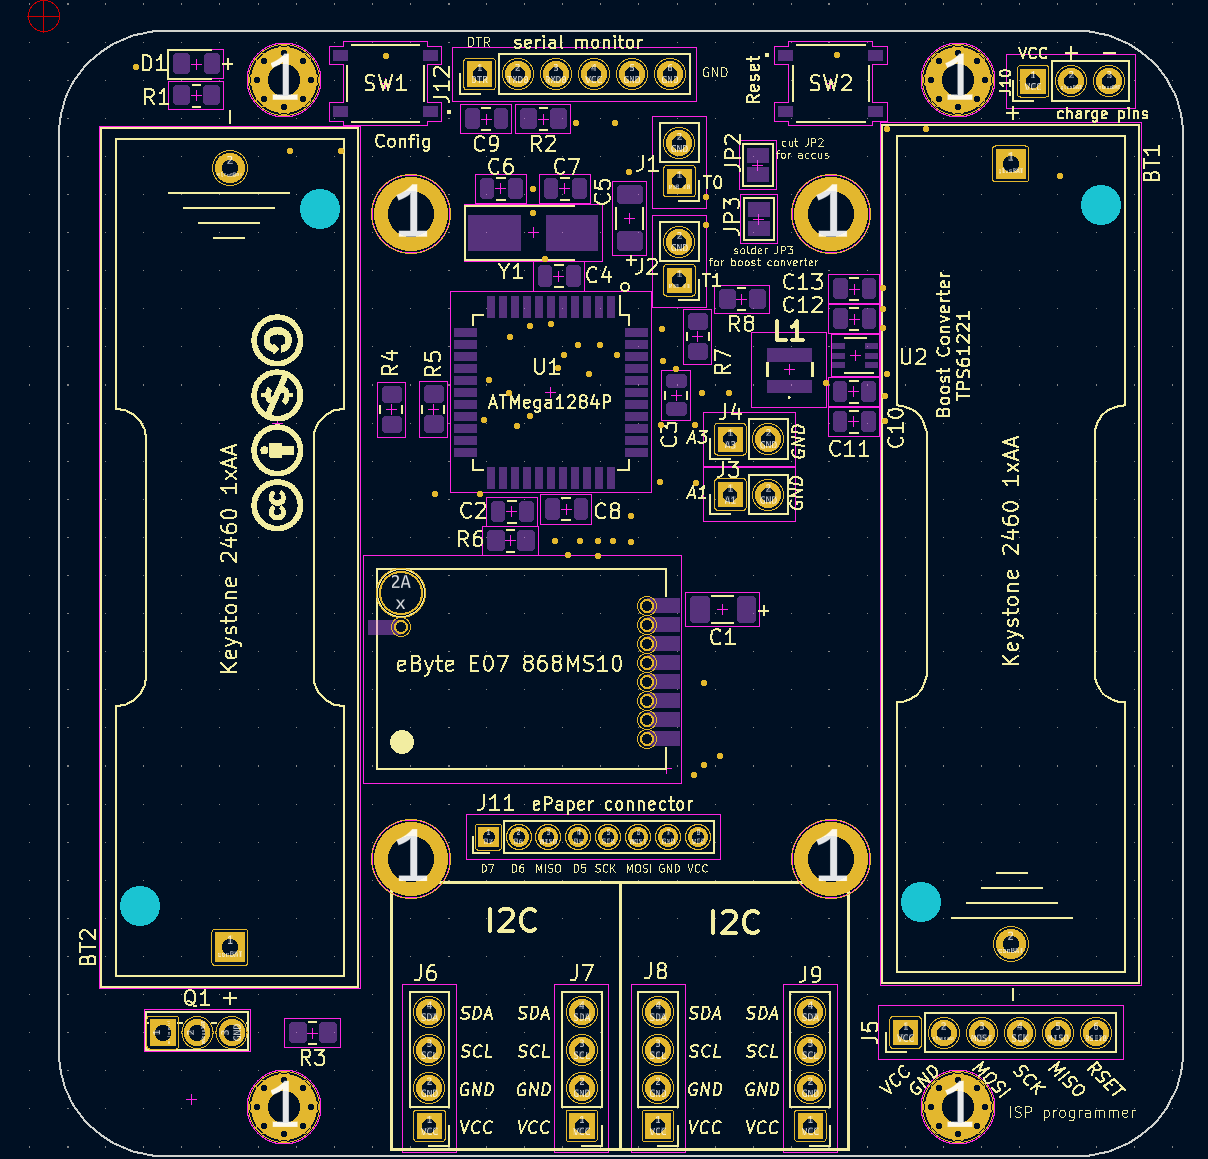 DTR
serial monitor
D1
+
SW1
J12
GND
Reset
SW2
VCC + −
J10
R1
+
charge pins
Config
C9
R2
JP2
cut JP2
for accus
BT1
C6
C7
C5
J1
T0
JP3
solder JP3
for boost converter
Y1
C4
+
J2
T1
C13
C12
R8
L1
R7
U2
Boost Converter
TPS61221
R4
R5
U1
ATMega1284P
C3
J4
A3
GND
C11
C10
J3
A1
GND
cc
Keystone 2460 1xAA
Keystone 2460 1xAA
C2
C8
R6
2A
x
eByte E07 868MS10
C1
+
J11
ePaper connector
D7 D6 MISO D5 SCK MOSI GND VCC
I2C
I2C
BT2
J6
J7
J8
J9
Q1 +
R3
SDA SDA SDA SDA
SCL SCL SCL SCL
GND GND GND GND
VCC VCC VCC VCC
J5
VCC
GND
MOSI
SCK
MISO
RSET
ISP programmer
1
1
1
1
1
1
1
1